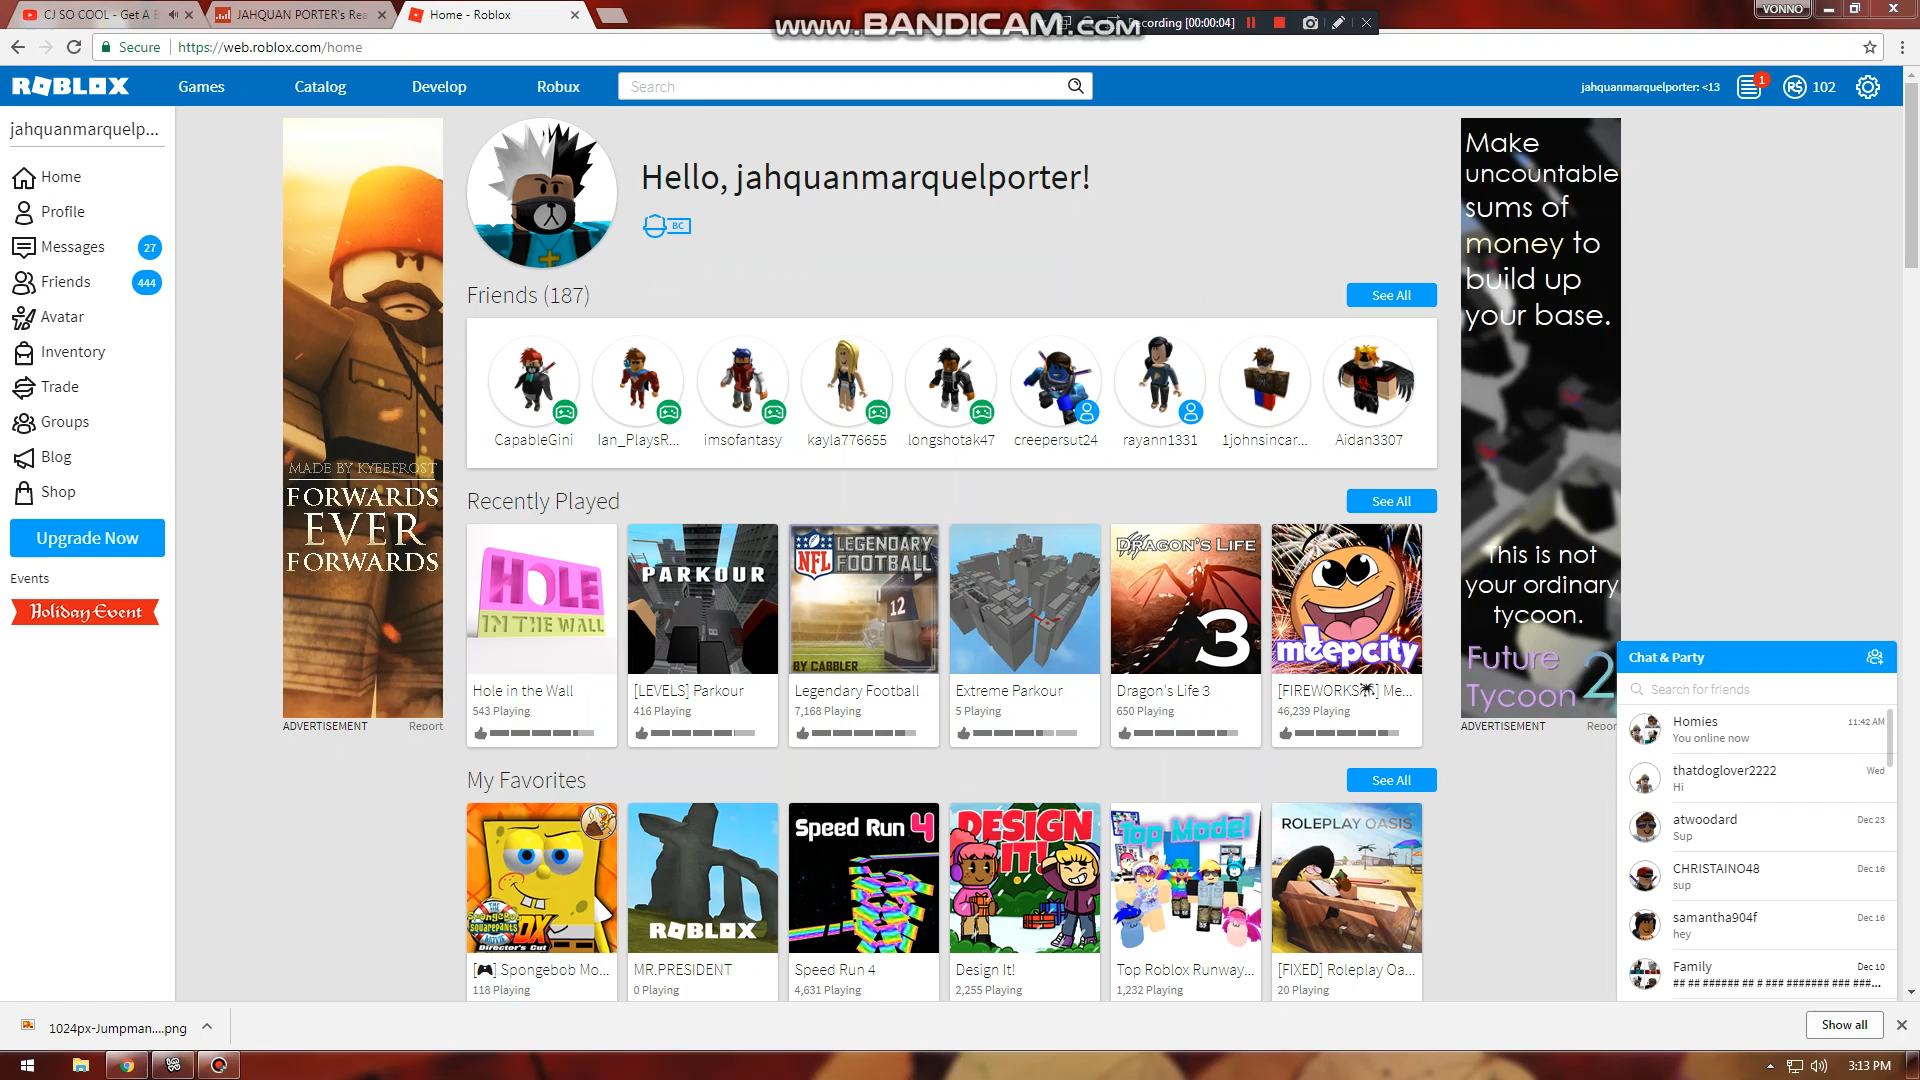 CJ SO COOL - Get A B
JAHQUAN PORTER's Rea
Home - Roblox
www.BANDICAM.com
Recording [00:00:04]
VONNO
Secure
https://web.roblox.com/home
ROBLOX
Games
Catalog
Develop
Robux
Search
jahquanmarquelporter: <13
1
R$
102
jahquanmarquelp...
Home
Profile
Messages
27
Friends
444
Avatar
Inventory
Trade
Groups
Blog
Shop
Upgrade Now
Events
Holiday Event
MADE BY KYEEFROST
FORWARDS
EVER
FORWARDS
ADVERTISEMENT
Report
Hello, jahquanmarquelporter!
BC
Friends (187)
See All
CapableGini
Ian_PlaysR...
imsofantasy
kayla776655
longshotak47
creepersut24
rayann1331
1johnsincar...
Aidan3307
Recently Played
See All
HOLE
IN THE WALL
PARKOUR
NFL
LEGENDARY
FOOTBALL
12
BY CABBLER
DRAGON'S LIFE
3
meepcity
Hole in the Wall
543 Playing
[LEVELS] Parkour
416 Playing
Legendary Football
7,168 Playing
Extreme Parkour
5 Playing
Dragon's Life 3
650 Playing
[FIREWORKS🎆] Me...
46,239 Playing
My Favorites
See All
THE
SpongeBob
SquarePants
MOVIE
DX
Director's Cut
ROBLOX
Speed Run 4
DESIGN
IT!
Top Model
ROLEPLAY OASIS
[🎮] Spongebob Mo...
118 Playing
MR.PRESIDENT
0 Playing
Speed Run 4
4,631 Playing
Design It!
2,255 Playing
Top Roblox Runway...
1,232 Playing
[FIXED] Roleplay Oa...
20 Playing
Make
uncountable
sums of
money to
build up
your base.
This is not
your ordinary
tycoon.
Future
Tycoon 2
ADVERTISEMENT
Repor
Chat & Party
Search for friends
Homies
11:42 AM
You online now
thatdoglover2222
Wed
Hi
atwoodard
Dec 23
Sup
CHRISTAINO48
Dec 16
sup
samantha904f
Dec 16
hey
Family
Dec 10
## ## ###### ## # ### ####### ### ###...
1024px-Jumpman....png
Show all
3:13 PM